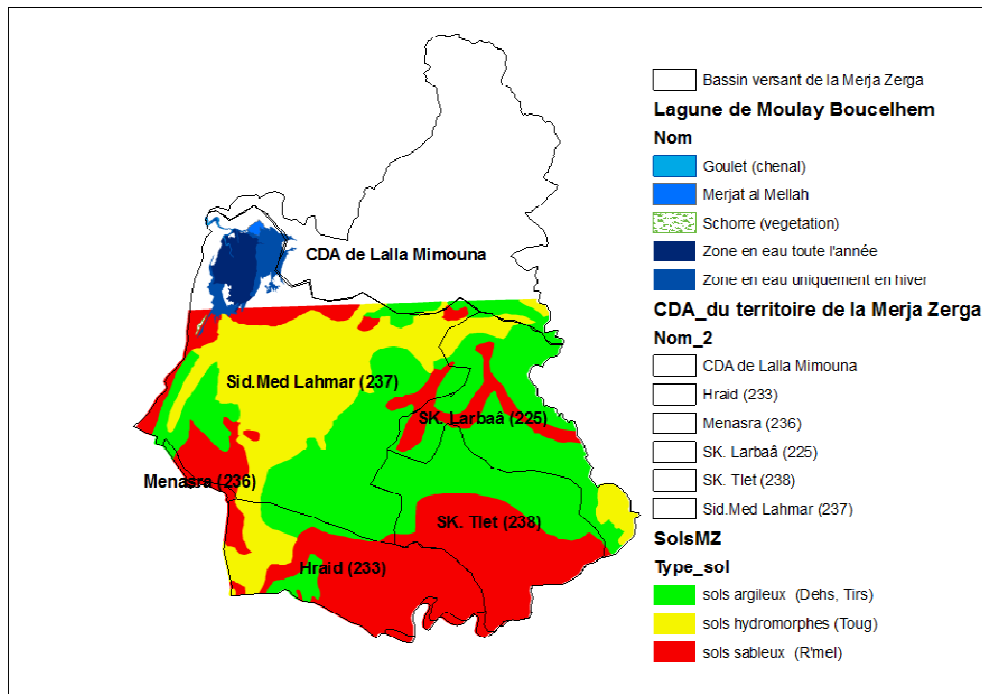 CDA de Lalla Mimouna
Sid.Med Lahmar (237)
SK. Larbaâ (225)
Menasra (236)
SK. Tlet (238)
Hraid (233)
Bassin versant de la Merja Zerga
Lagune de Moulay Boucelhem
Nom
Goulet (chenal)
Merjat al Mellah
Schorre (vegetation)
Zone en eau toute l'année
Zone en eau uniquement en hiver
CDA_du territoire de la Merja Zerga
Nom_2
CDA de Lalla Mimouna
Hraid (233)
Menasra (236)
SK. Larbaâ (225)
SK. Tlet (238)
Sid.Med Lahmar (237)
SolsMZ
Type_sol
sols argileux (Dehs, Tirs)
sols hydromorphes (Toug)
sols sableux (R'mel)